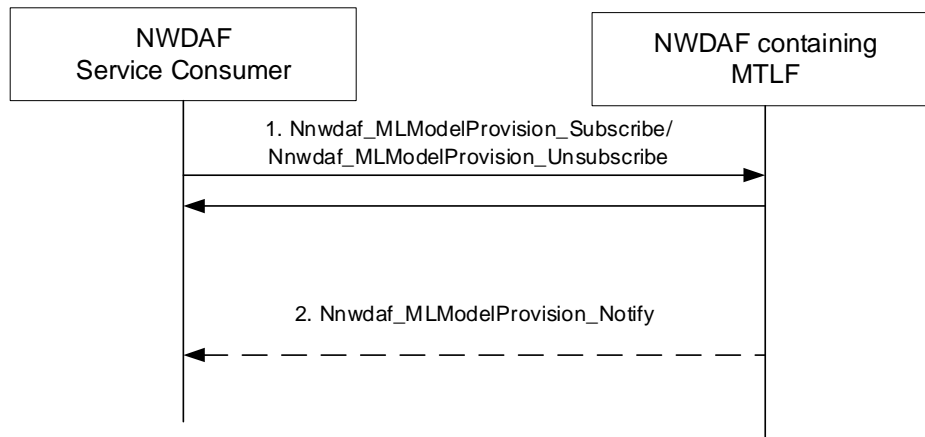 NWDAF
Service Consumer
NWDAF containing
MTLF
1. Nnwdaf_MLModelProvision_Subscribe/
Nnwdaf_MLModelProvision_Unsubscribe
2. Nnwdaf_MLModelProvision_Notify